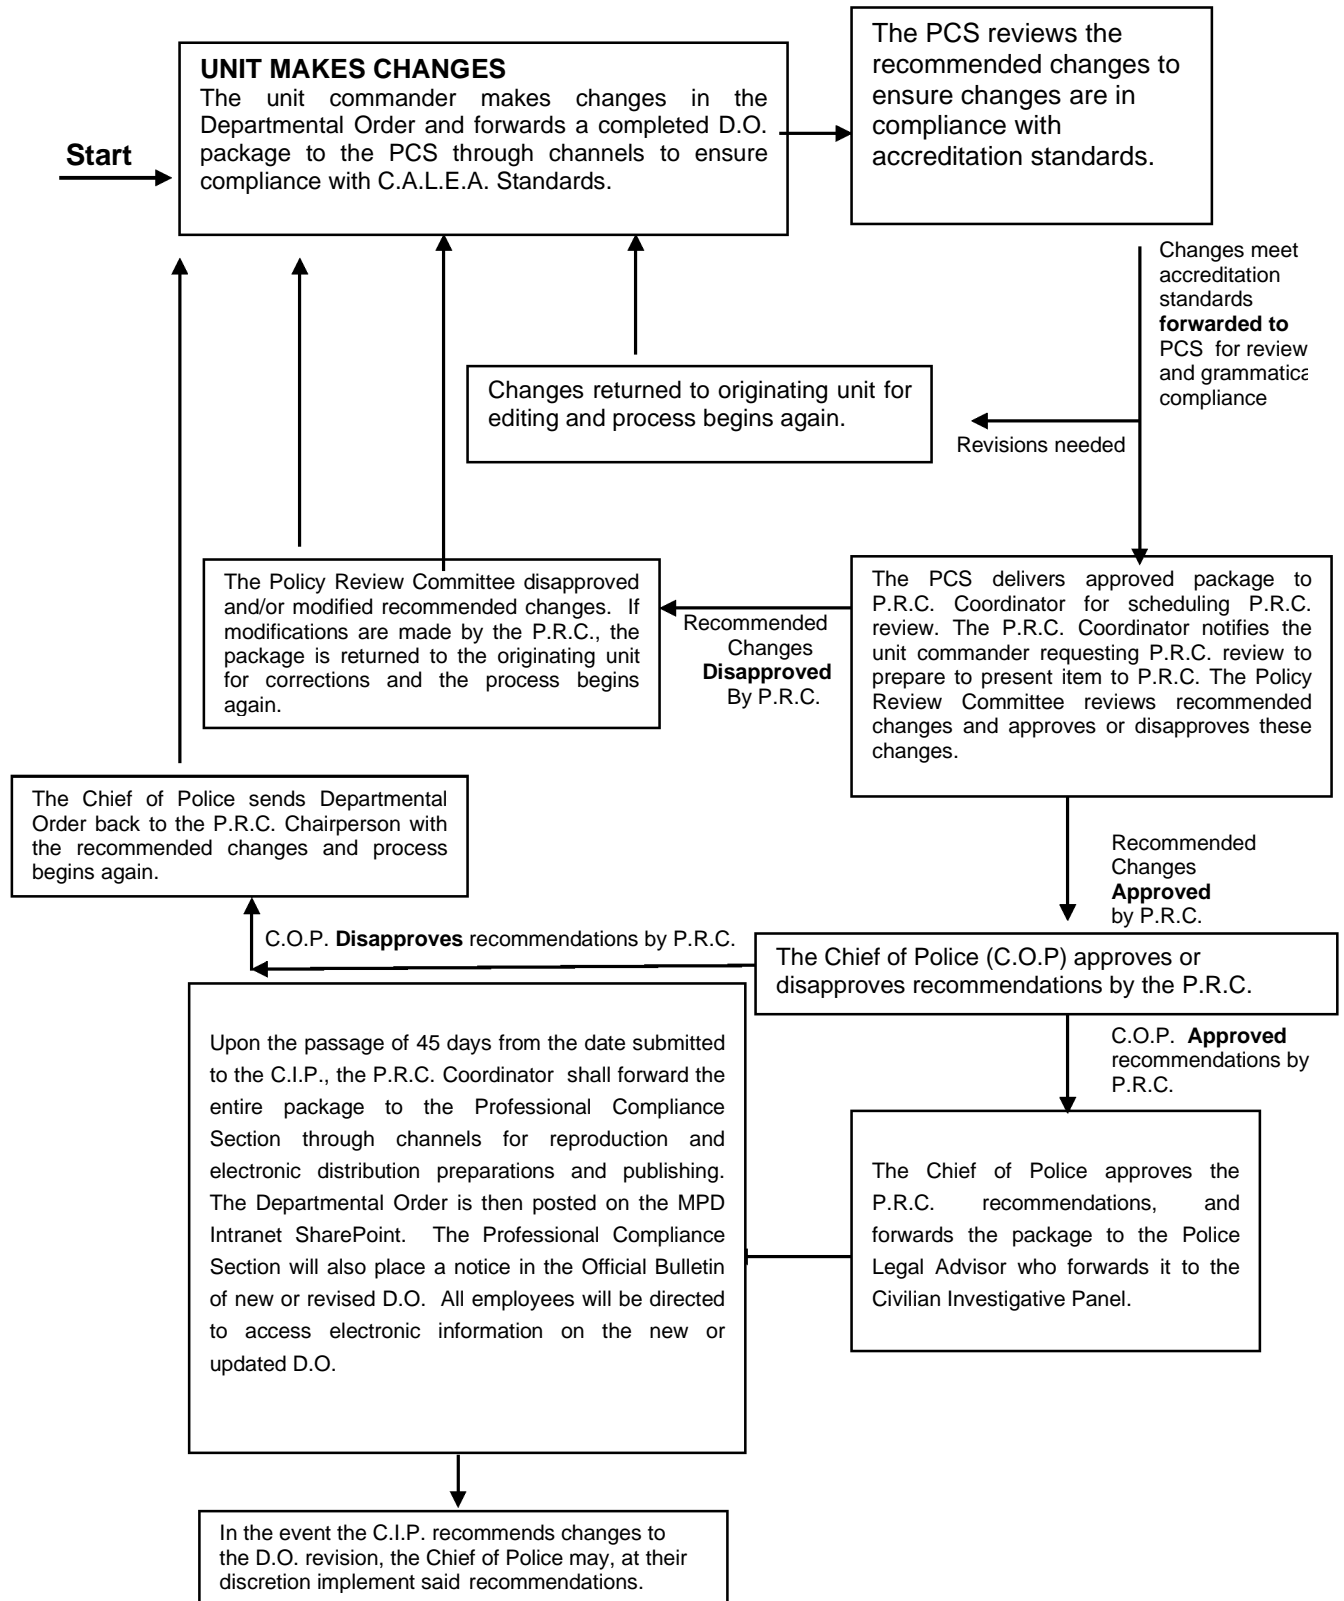 UNIT MAKES CHANGES
The unit commander makes changes in the
Departmental Order and forwards a completed D.O.
package to the PCS through channels to ensure
compliance with C.A.L.E.A. Standards.
Start
The PCS reviews the
recommended changes to
ensure changes are in
compliance with
accreditation standards.
Changes meet
accreditation
standards
forwarded to
PCS for review
and grammatica
compliance
Changes returned to originating unit for
editing and process begins again.
Revisions needed
The PCS delivers approved package to
P.R.C. Coordinator for scheduling P.R.C.
review. The P.R.C. Coordinator notifies the
unit commander requesting P.R.C. review to
prepare to present item to P.R.C. The Policy
Review Committee reviews recommended
changes and approves or disapproves these
changes.
Recommended
Changes
Disapproved
By P.R.C.
The Policy Review Committee disapproved
and/or modified recommended changes. If
modifications are made by the P.R.C., the
package is returned to the originating unit
for corrections and the process begins
again.
The Chief of Police sends Departmental
Order back to the P.R.C. Chairperson with
the recommended changes and process
begins again.
Recommended
Changes
Approved
by P.R.C.
C.O.P. Disapproves recommendations by P.R.C.
The Chief of Police (C.O.P) approves or
disapproves recommendations by the P.R.C.
C.O.P. Approved
recommendations by
P.R.C.
The Chief of Police approves the
P.R.C. recommendations, and
forwards the package to the Police
Legal Advisor who forwards it to the
Civilian Investigative Panel.
Upon the passage of 45 days from the date submitted
to the C.I.P., the P.R.C. Coordinator shall forward the
entire package to the Professional Compliance
Section through channels for reproduction and
electronic distribution preparations and publishing.
The Departmental Order is then posted on the MPD
Intranet SharePoint. The Professional Compliance
Section will also place a notice in the Official Bulletin
of new or revised D.O. All employees will be directed
to access electronic information on the new or
updated D.O.
In the event the C.I.P. recommends changes to
the D.O. revision, the Chief of Police may, at their
discretion implement said recommendations.